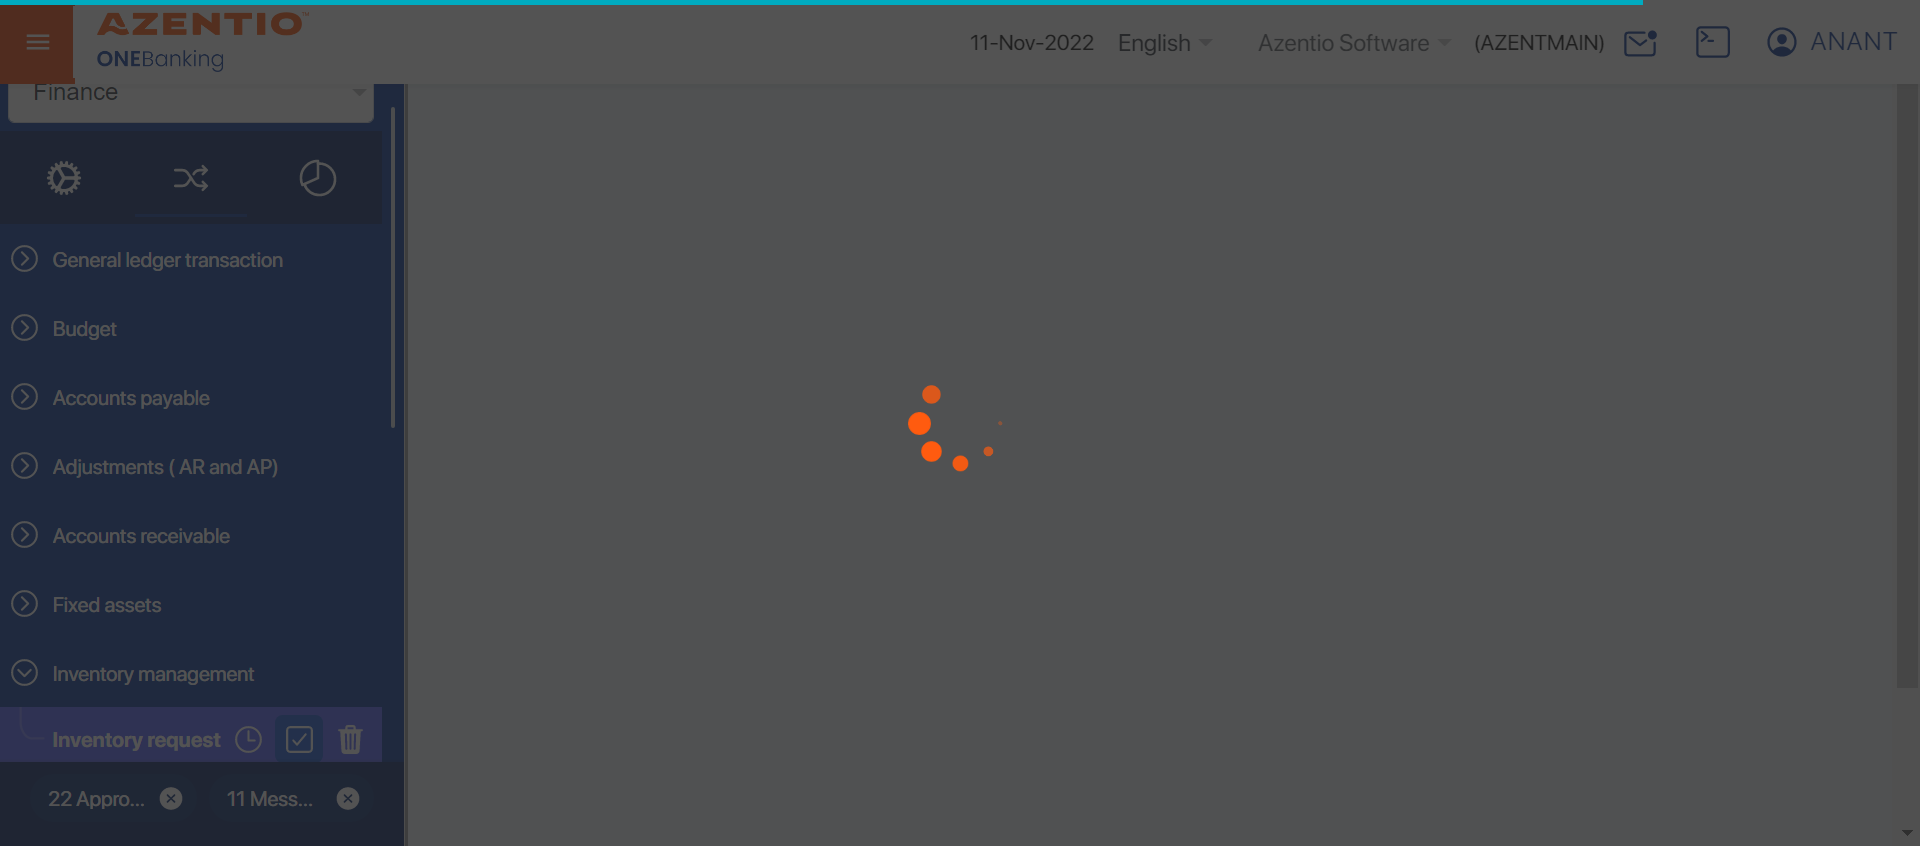 AZENTIO™
ONEBanking
11-Nov-2022
English
Azentio Software
(AZENTMAIN)
ANANT
Finance
General ledger transaction
Budget
Accounts payable
Adjustments ( AR and AP)
Accounts receivable
Fixed assets
Inventory management
Inventory request
22 Appro...
11 Mess...